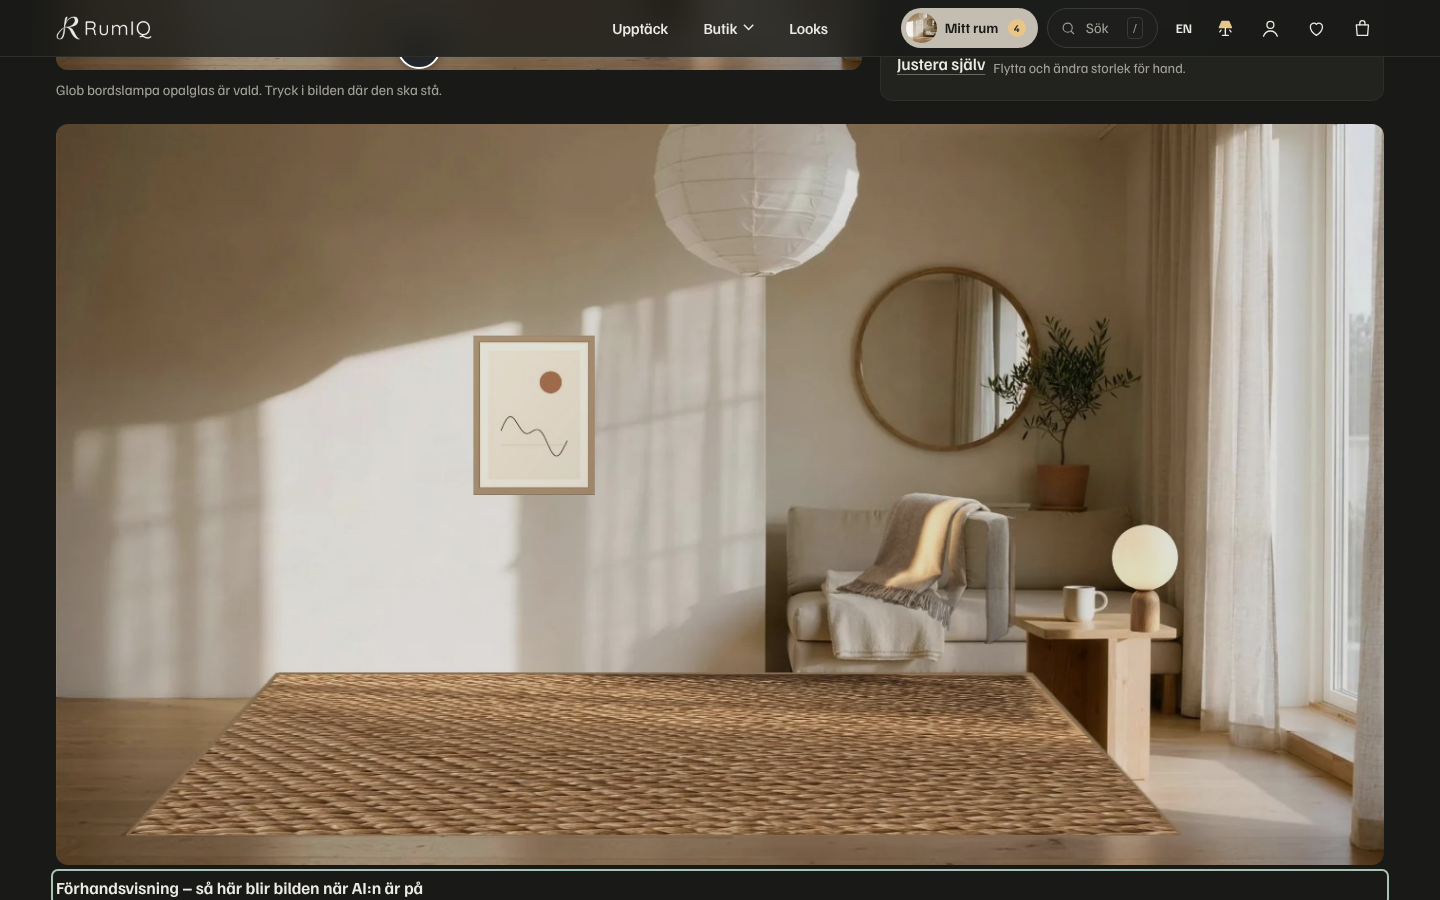 RumIQ
Upptäck
Butik
Looks
Mitt rum
4
Sök
/
EN
Justera själv Flytta och ändra storlek för hand.
Glob bordslampa opalglas är vald. Tryck i bilden där den ska stå.
Förhandsvisning – så här blir bilden när AI:n är på